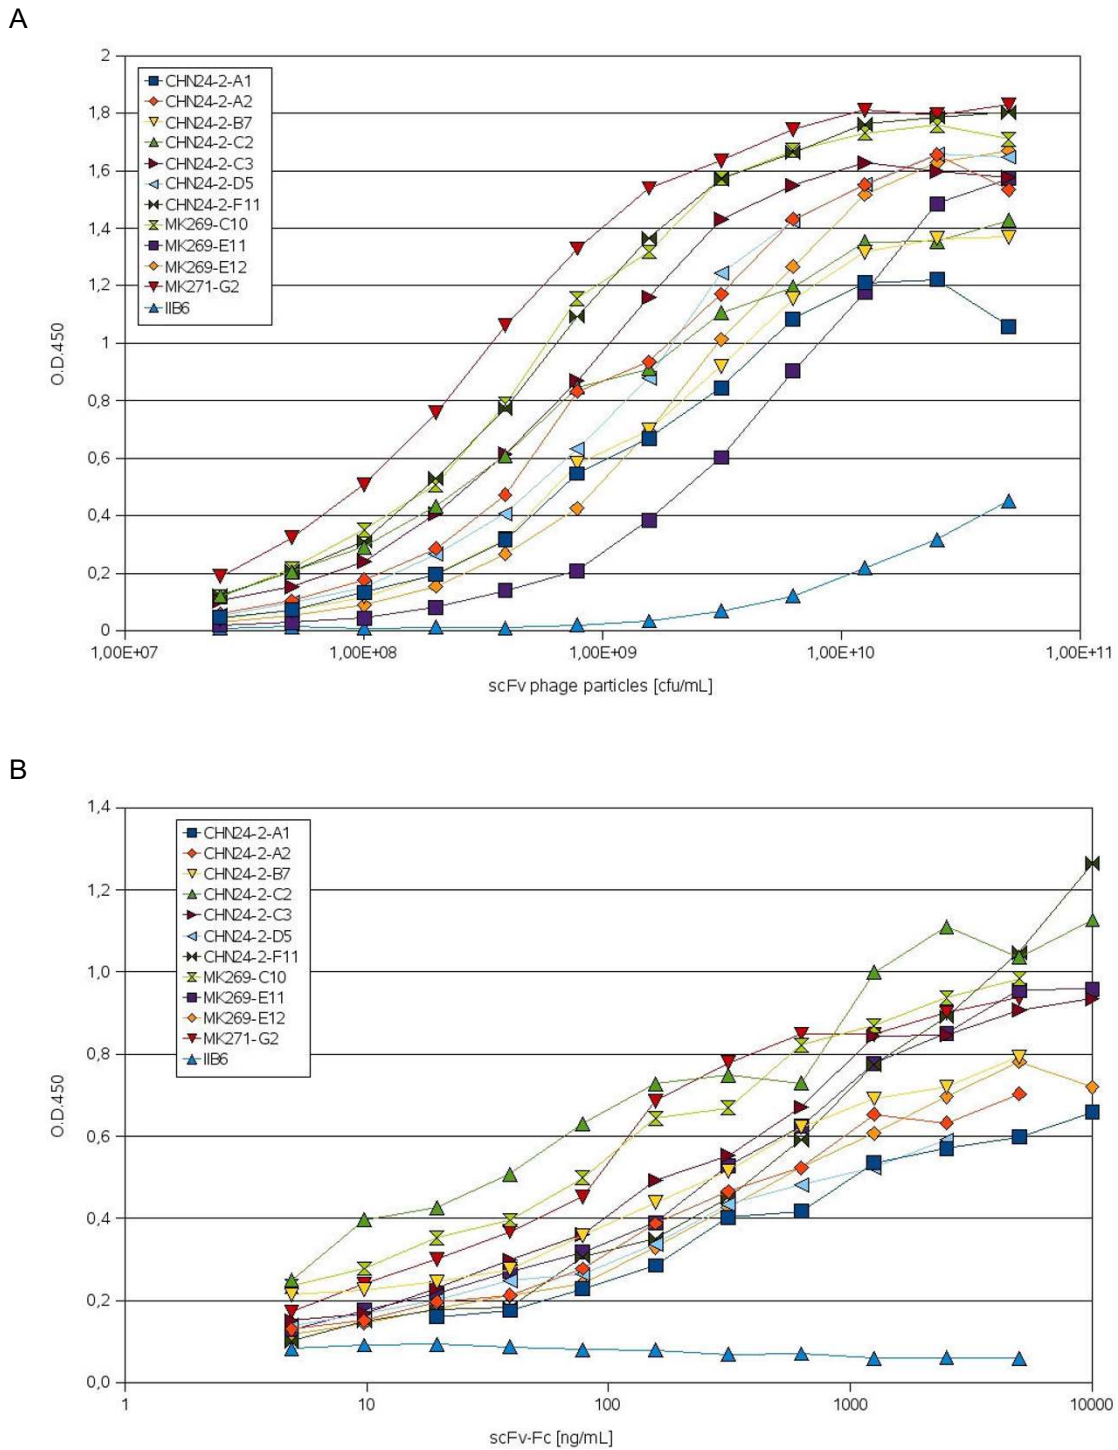 A
2
1,8
1,6
1,4
1,2
1
0,8
0,6
0,4
0,2
0
O.D.450
CHN24-2-A1
CHN24-2-A2
CHN24-2-B7
CHN24-2-C2
CHN24-2-C3
CHN24-2-D5
CHN24-2-F11
MK269-C10
MK269-E11
MK269-E12
MK271-G2
IIB6
1,00E+07 1,00E+08 1,00E+09 1,00E+10 1,00E+11
scFv phage particles [cfu/mL]
B
1,4
1,2
1,0
0,8
0,6
0,4
0,2
0,0
O.D.450
CHN24-2-A1
CHN24-2-A2
CHN24-2-B7
CHN24-2-C2
CHN24-2-C3
CHN24-2-D5
CHN24-2-F11
MK269-C10
MK269-E11
MK269-E12
MK271-G2
IIB6
1 10 100 1000 10000
scFv-Fc [ng/mL]